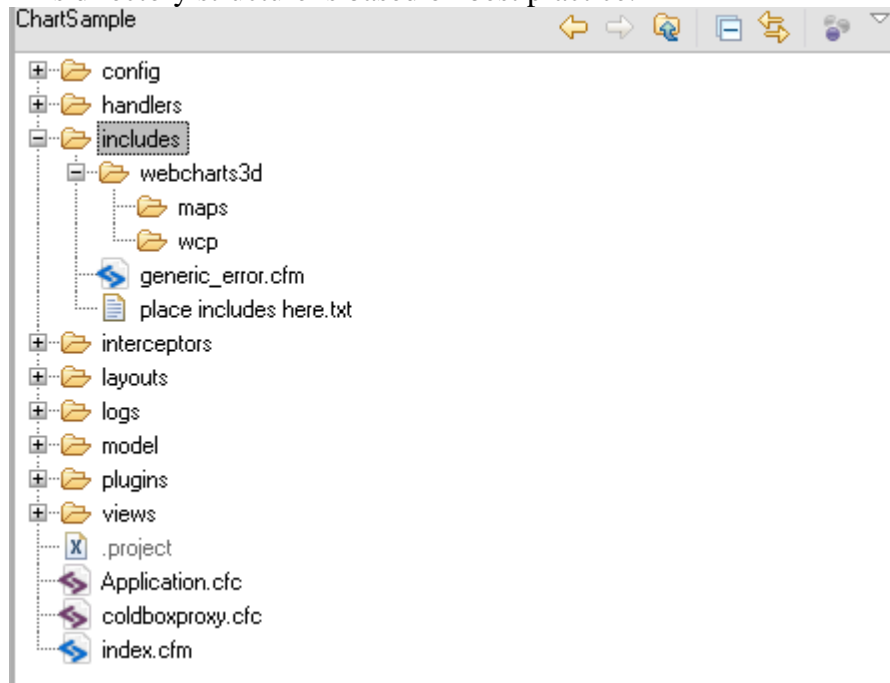 ChartSample
config
handlers
includes
webcharts3d
maps
wcp
generic_error.cfm
place includes here.txt
interceptors
layouts
logs
model
plugins
views
.project
Application.cfc
coldboxproxy.cfc
index.cfm